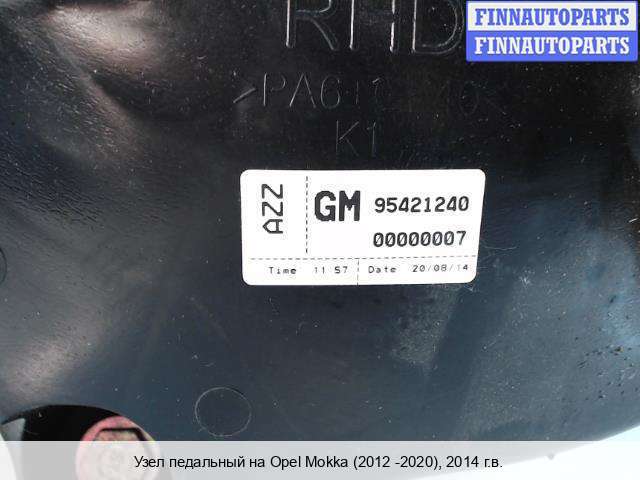 FINNAUTOPARTS
FINNAUTOPARTS
RHD
K1
AZZ
GM 95421240
00000007
Time 11 57 Date 20/08/14
Узел педальный на Opel Mokka (2012 -2020), 2014 г.в.